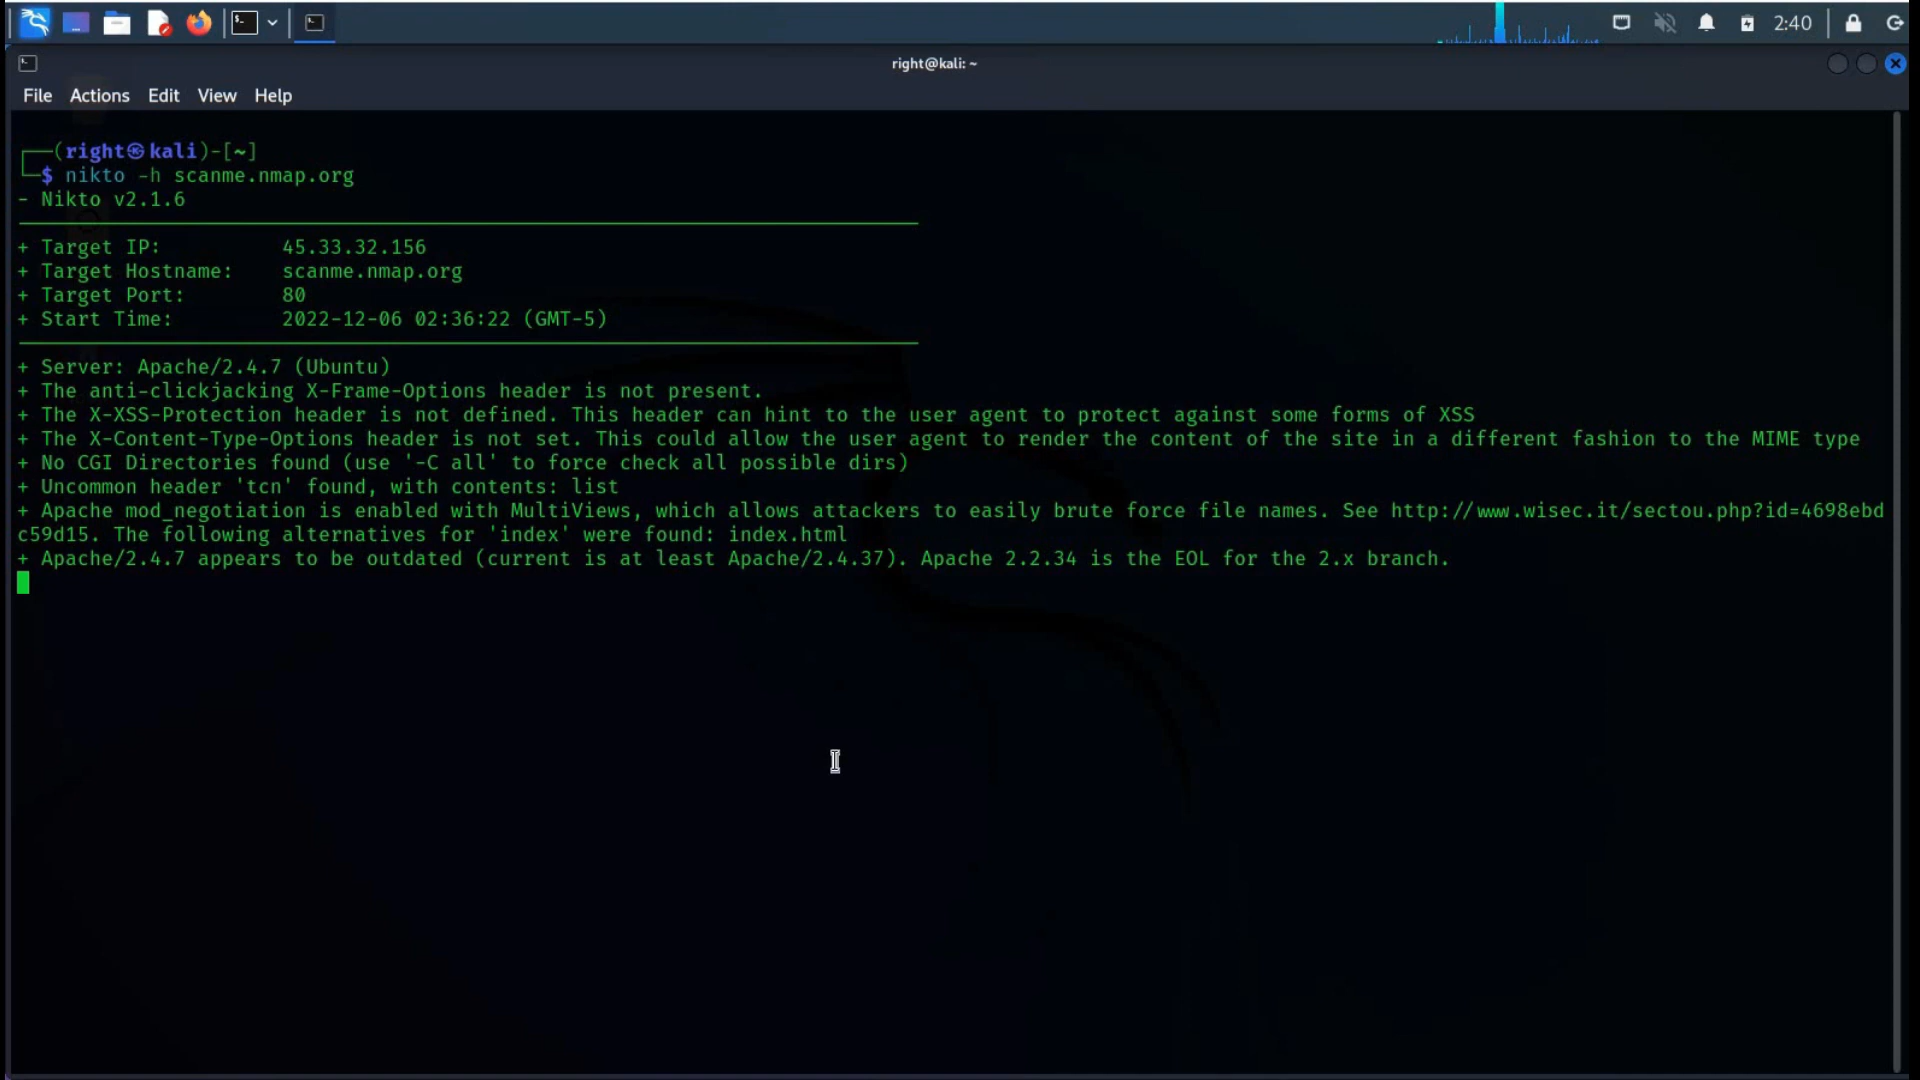 2:40
right@kali: ~
File Actions Edit View Help
┌──(right㉿kali)-[~]
└─$ nikto -h scanme.nmap.org
- Nikto v2.1.6
+ Target IP: 45.33.32.156
+ Target Hostname: scanme.nmap.org
+ Target Port: 80
+ Start Time: 2022-12-06 02:36:22 (GMT-5)
+ Server: Apache/2.4.7 (Ubuntu)
+ The anti-clickjacking X-Frame-Options header is not present.
+ The X-XSS-Protection header is not defined. This header can hint to the user agent to protect against some forms of XSS
+ The X-Content-Type-Options header is not set. This could allow the user agent to render the content of the site in a different fashion to the MIME type
+ No CGI Directories found (use '-C all' to force check all possible dirs)
+ Uncommon header 'tcn' found, with contents: list
+ Apache mod_negotiation is enabled with MultiViews, which allows attackers to easily brute force file names. See http://www.wisec.it/sectou.php?id=4698ebd
c59d15. The following alternatives for 'index' were found: index.html
+ Apache/2.4.7 appears to be outdated (current is at least Apache/2.4.37). Apache 2.2.34 is the EOL for the 2.x branch.